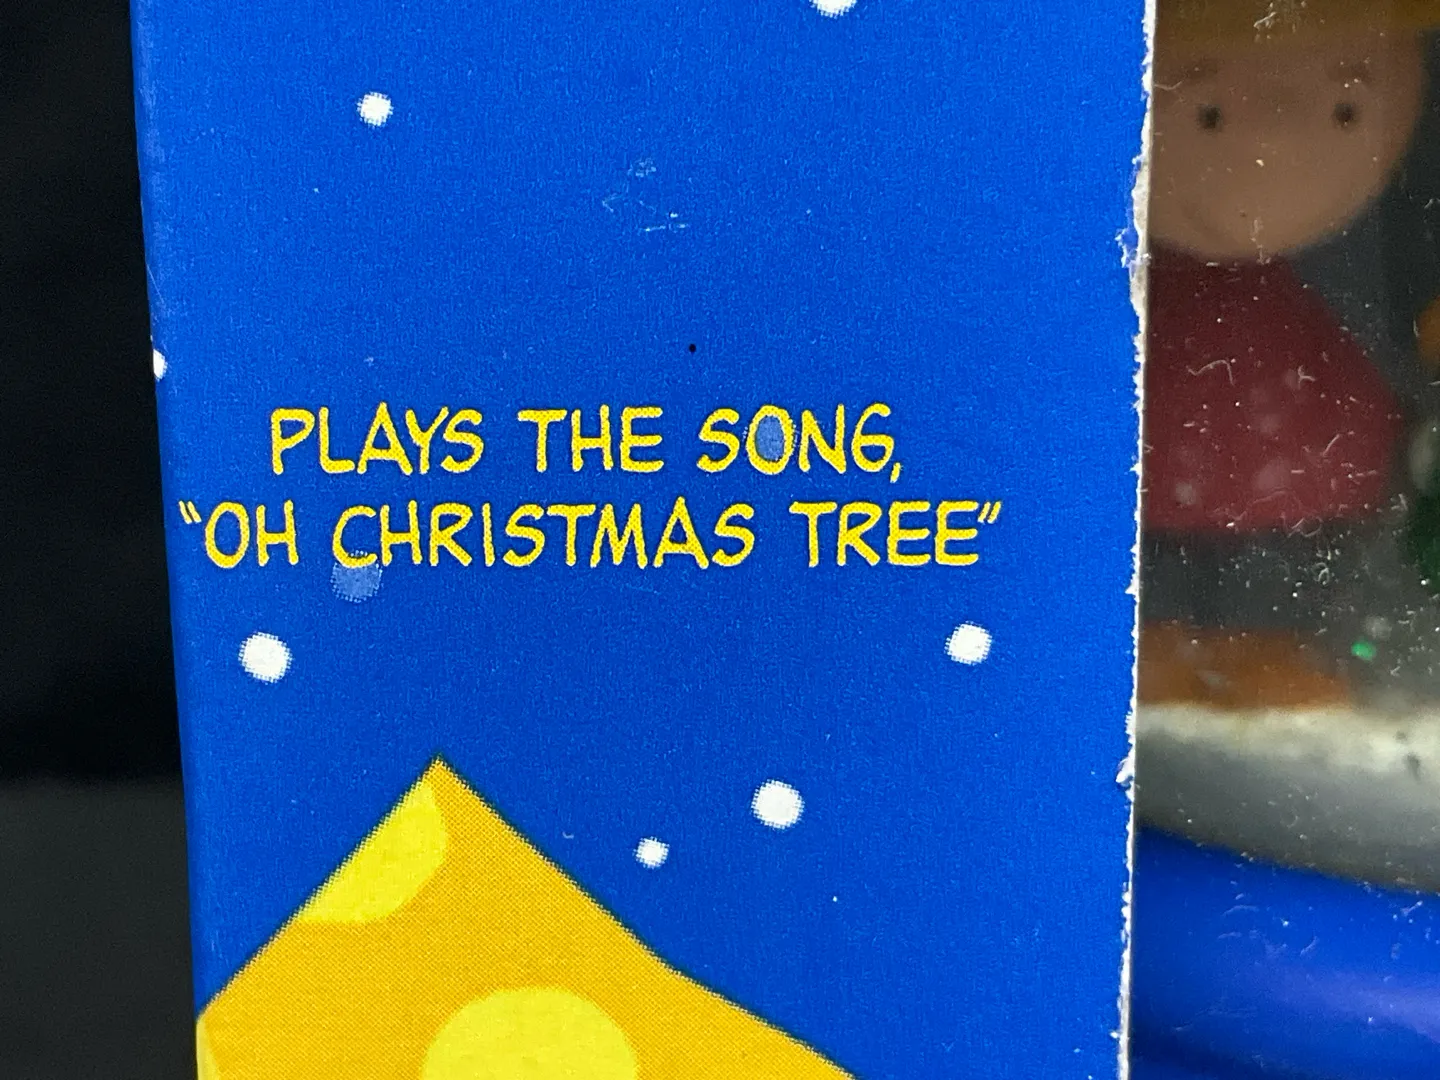 PLAYS THE SONG,
“OH CHRISTMAS TREE”